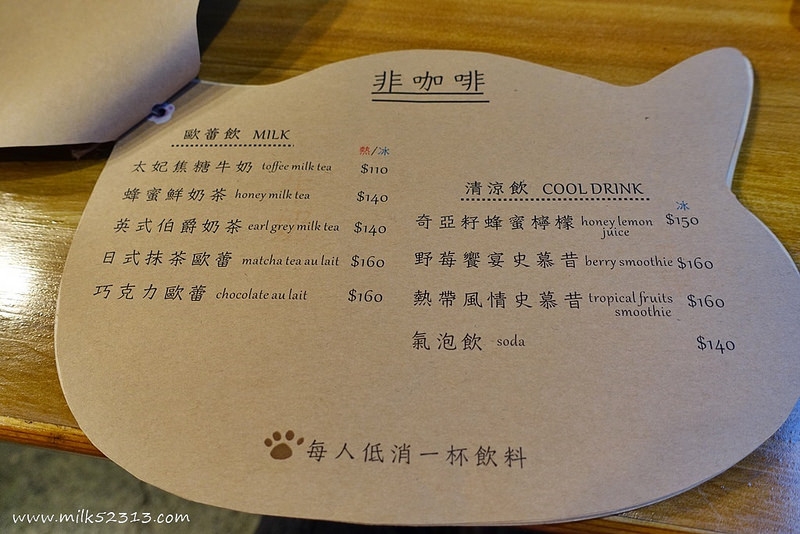 非咖啡
歐蕾飲 MILK
熱/冰
太妃焦糖牛奶 toffee milk tea $110
蜂蜜鮮奶茶 honey milk tea $140
英式伯爵奶茶 earl grey milk tea $140
日式抹茶歐蕾 matcha tea au lait $160
巧克力歐蕾 chocolate au lait $160
清涼飲 COOL DRINK
冰
奇亞籽蜂蜜檸檬 honey lemon juice $150
野莓饗宴史慕昔 berry smoothie $160
熱帶風情史慕昔 tropical fruits smoothie $160
氣泡飲 soda $140
每人低消一杯飲料
www.milk52313.com